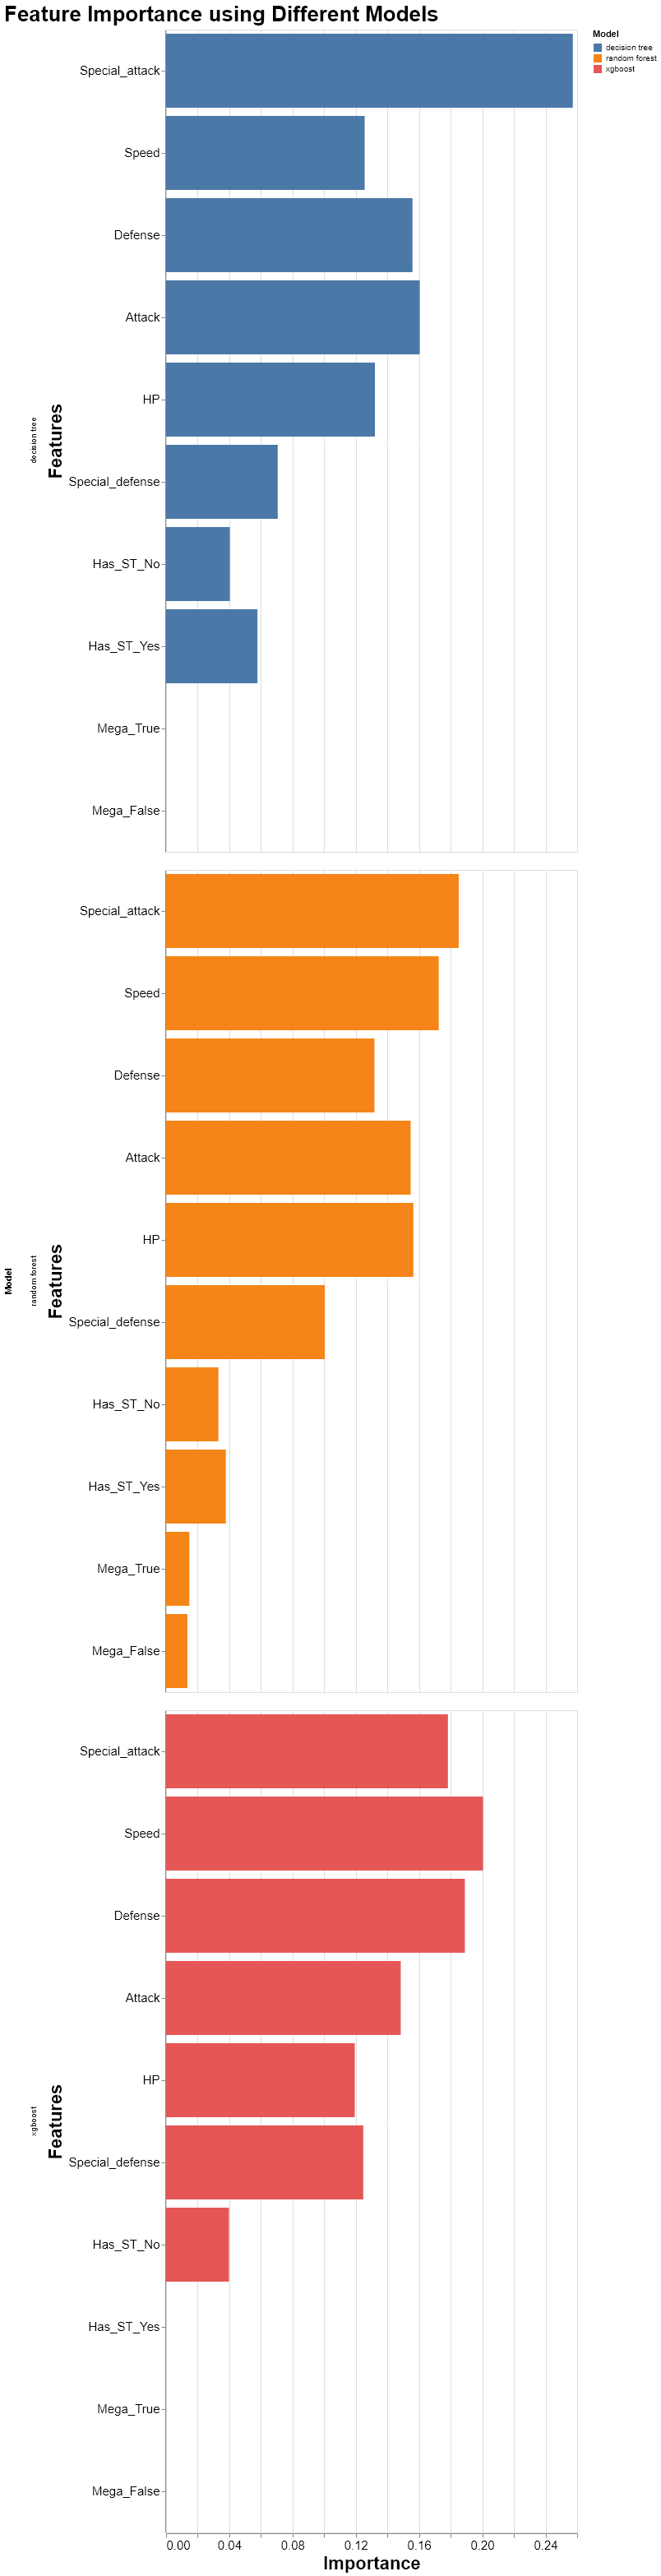 Feature Importance using Different Models
Model
decision tree
random forest
xgboost
decision tree
Features
Special_attack
Speed
Defense
Attack
HP
Special_defense
Has_ST_No
Has_ST_Yes
Mega_True
Mega_False
Model
random forest
Features
Special_attack
Speed
Defense
Attack
HP
Special_defense
Has_ST_No
Has_ST_Yes
Mega_True
Mega_False
xgboost
Features
Special_attack
Speed
Defense
Attack
HP
Special_defense
Has_ST_No
Has_ST_Yes
Mega_True
Mega_False
0.00 0.04 0.08 0.12 0.16 0.20 0.24
Importance